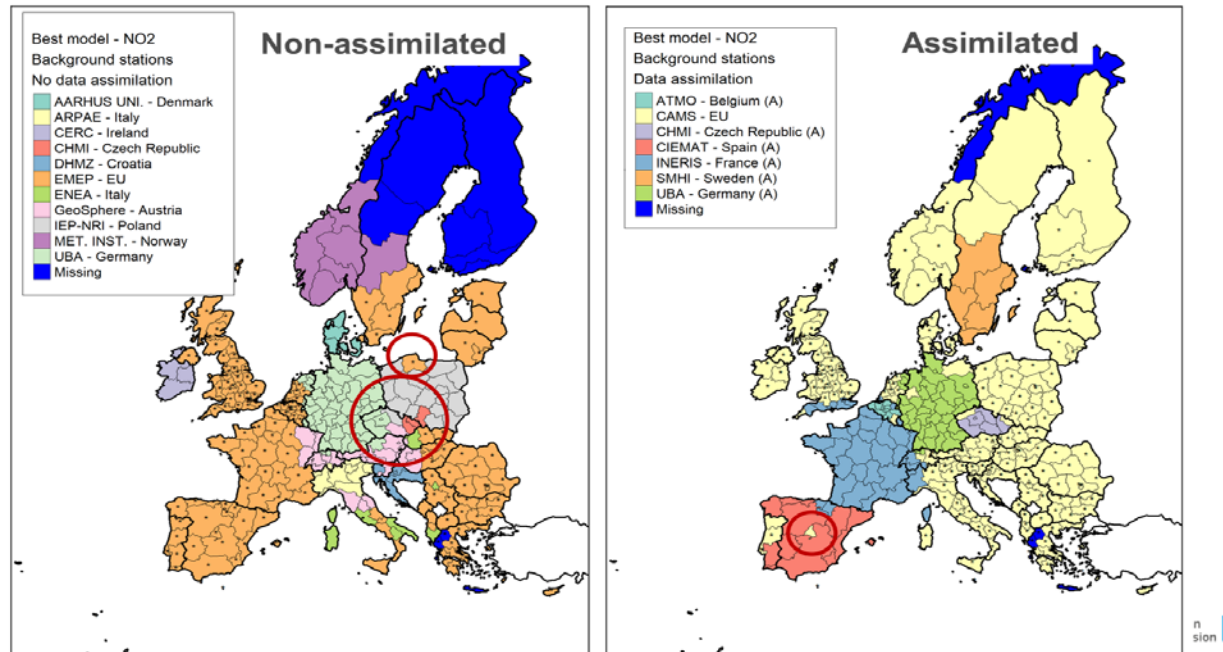 Non-assimilated
Best model - NO2
Background stations
No data assimilation
AARHUS UNI. - Denmark
ARPAE - Italy
CERC - Ireland
CHMI - Czech Republic
DHMZ - Croatia
EMEP - EU
ENEA - Italy
GeoSphere - Austria
IEP-NRI - Poland
MET. INST. - Norway
UBA - Germany
Missing
Assimilated
Best model - NO2
Background stations
Data assimilation
ATMO - Belgium (A)
CAMS - EU
CHMI - Czech Republic (A)
CIEMAT - Spain (A)
INERIS - France (A)
SMHI - Sweden (A)
UBA - Germany (A)
Missing
n
sion